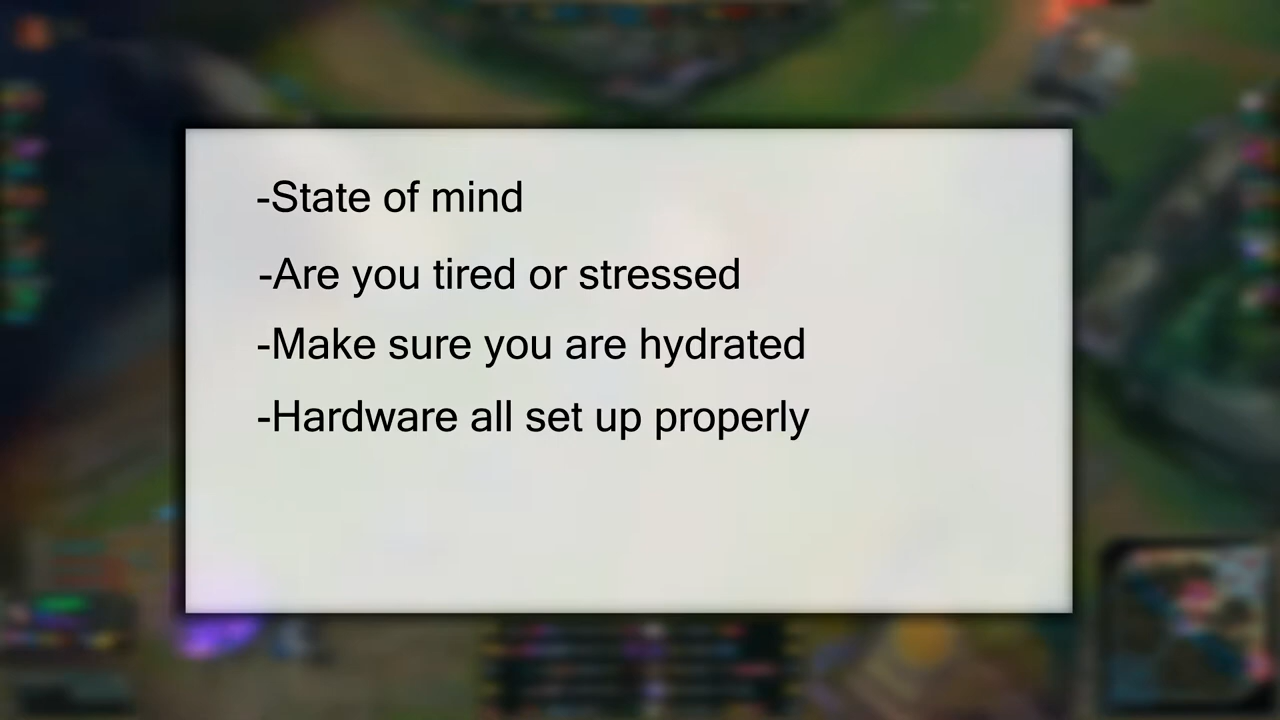 -State of mind
-Are you tired or stressed
-Make sure you are hydrated
-Hardware all set up properly